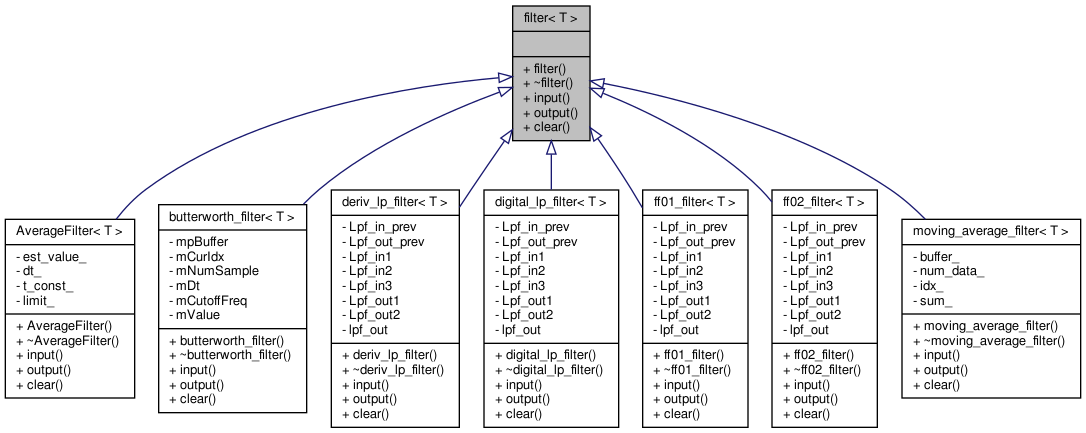 filter< T >
+ filter()
+ ~filter()
+ input()
+ output()
+ clear()
AverageFilter< T >
- est_value_
- dt_
- t_const_
- limit_
+ AverageFilter()
+ ~AverageFilter()
+ input()
+ output()
+ clear()
butterworth_filter< T >
- mpBuffer
- mCurIdx
- mNumSample
- mDt
- mCutoffFreq
- mValue
+ butterworth_filter()
+ ~butterworth_filter()
+ input()
+ output()
+ clear()
deriv_lp_filter< T >
- Lpf_in_prev
- Lpf_out_prev
- Lpf_in1
- Lpf_in2
- Lpf_in3
- Lpf_out1
- Lpf_out2
- lpf_out
+ deriv_lp_filter()
+ ~deriv_lp_filter()
+ input()
+ output()
+ clear()
digital_lp_filter< T >
- Lpf_in_prev
- Lpf_out_prev
- Lpf_in1
- Lpf_in2
- Lpf_in3
- Lpf_out1
- Lpf_out2
- lpf_out
+ digital_lp_filter()
+ ~digital_lp_filter()
+ input()
+ output()
+ clear()
ff01_filter< T >
- Lpf_in_prev
- Lpf_out_prev
- Lpf_in1
- Lpf_in2
- Lpf_in3
- Lpf_out1
- Lpf_out2
- lpf_out
+ ff01_filter()
+ ~ff01_filter()
+ input()
+ output()
+ clear()
ff02_filter< T >
- Lpf_in_prev
- Lpf_out_prev
- Lpf_in1
- Lpf_in2
- Lpf_in3
- Lpf_out1
- Lpf_out2
- lpf_out
+ ff02_filter()
+ ~ff02_filter()
+ input()
+ output()
+ clear()
moving_average_filter< T >
- buffer_
- num_data_
- idx_
- sum_
+ moving_average_filter()
+ ~moving_average_filter()
+ input()
+ output()
+ clear()